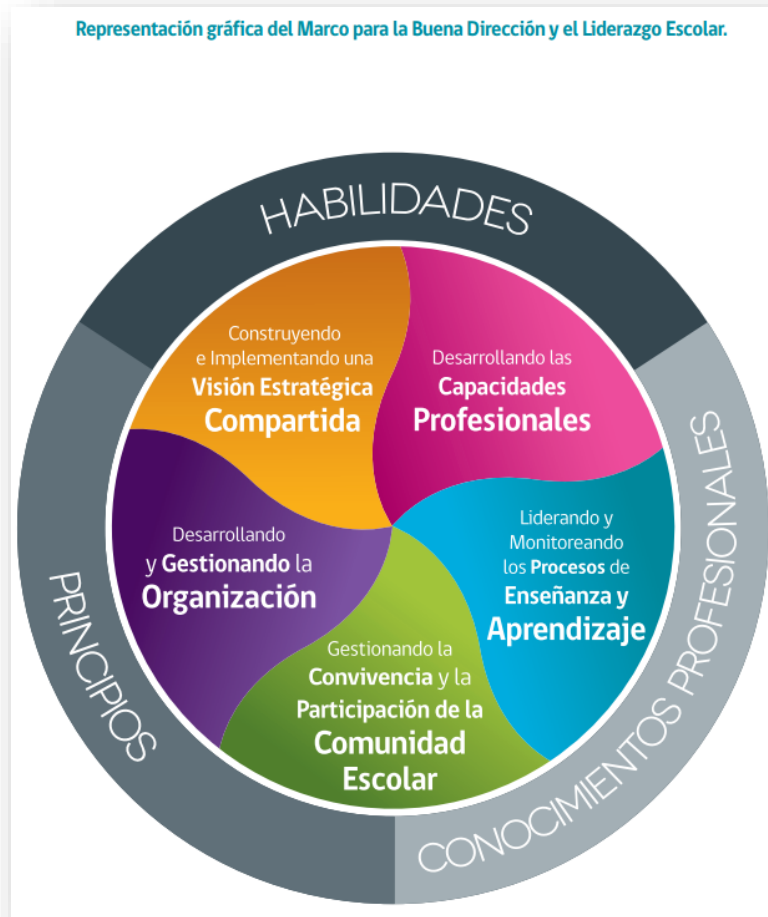 Representación gráfica del Marco para la Buena Dirección y el Liderazgo Escolar.
HABILIDADES
Construyendo
e Implementando una
Visión Estratégica
Compartida
Desarrollando las
Capacidades
Profesionales
Liderando y
Monitoreando
los Procesos de
Enseñanza y
Aprendizaje
Desarrollando
y Gestionando la
Organización
Gestionando la
Convivencia y la
Participación de la
Comunidad
Escolar
PRINCIPIOS
CONOCIMIENTOS PROFESIONALES